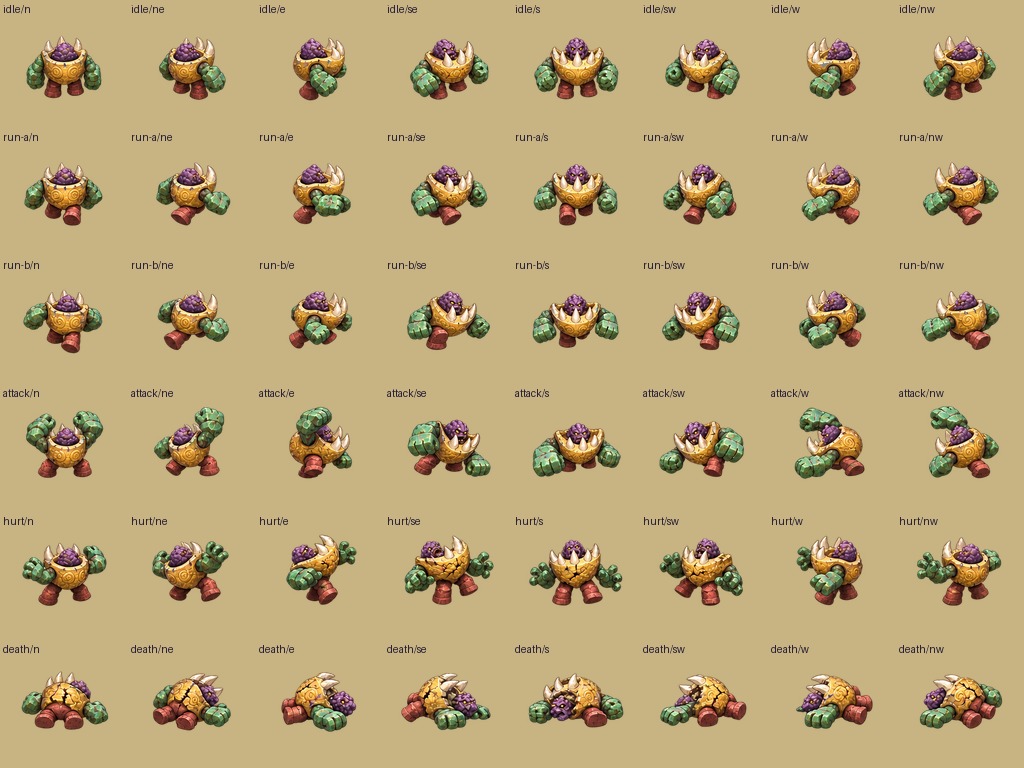 idle/n idle/ne idle/e idle/se idle/s idle/sw idle/w idle/nw
run-a/n run-a/ne run-a/e run-a/se run-a/s run-a/sw run-a/w run-a/nw
run-b/n run-b/ne run-b/e run-b/se run-b/s run-b/sw run-b/w run-b/nw
attack/n attack/ne attack/e attack/se attack/s attack/sw attack/w attack/nw
hurt/n hurt/ne hurt/e hurt/se hurt/s hurt/sw hurt/w hurt/nw
death/n death/ne death/e death/se death/s death/sw death/w death/nw